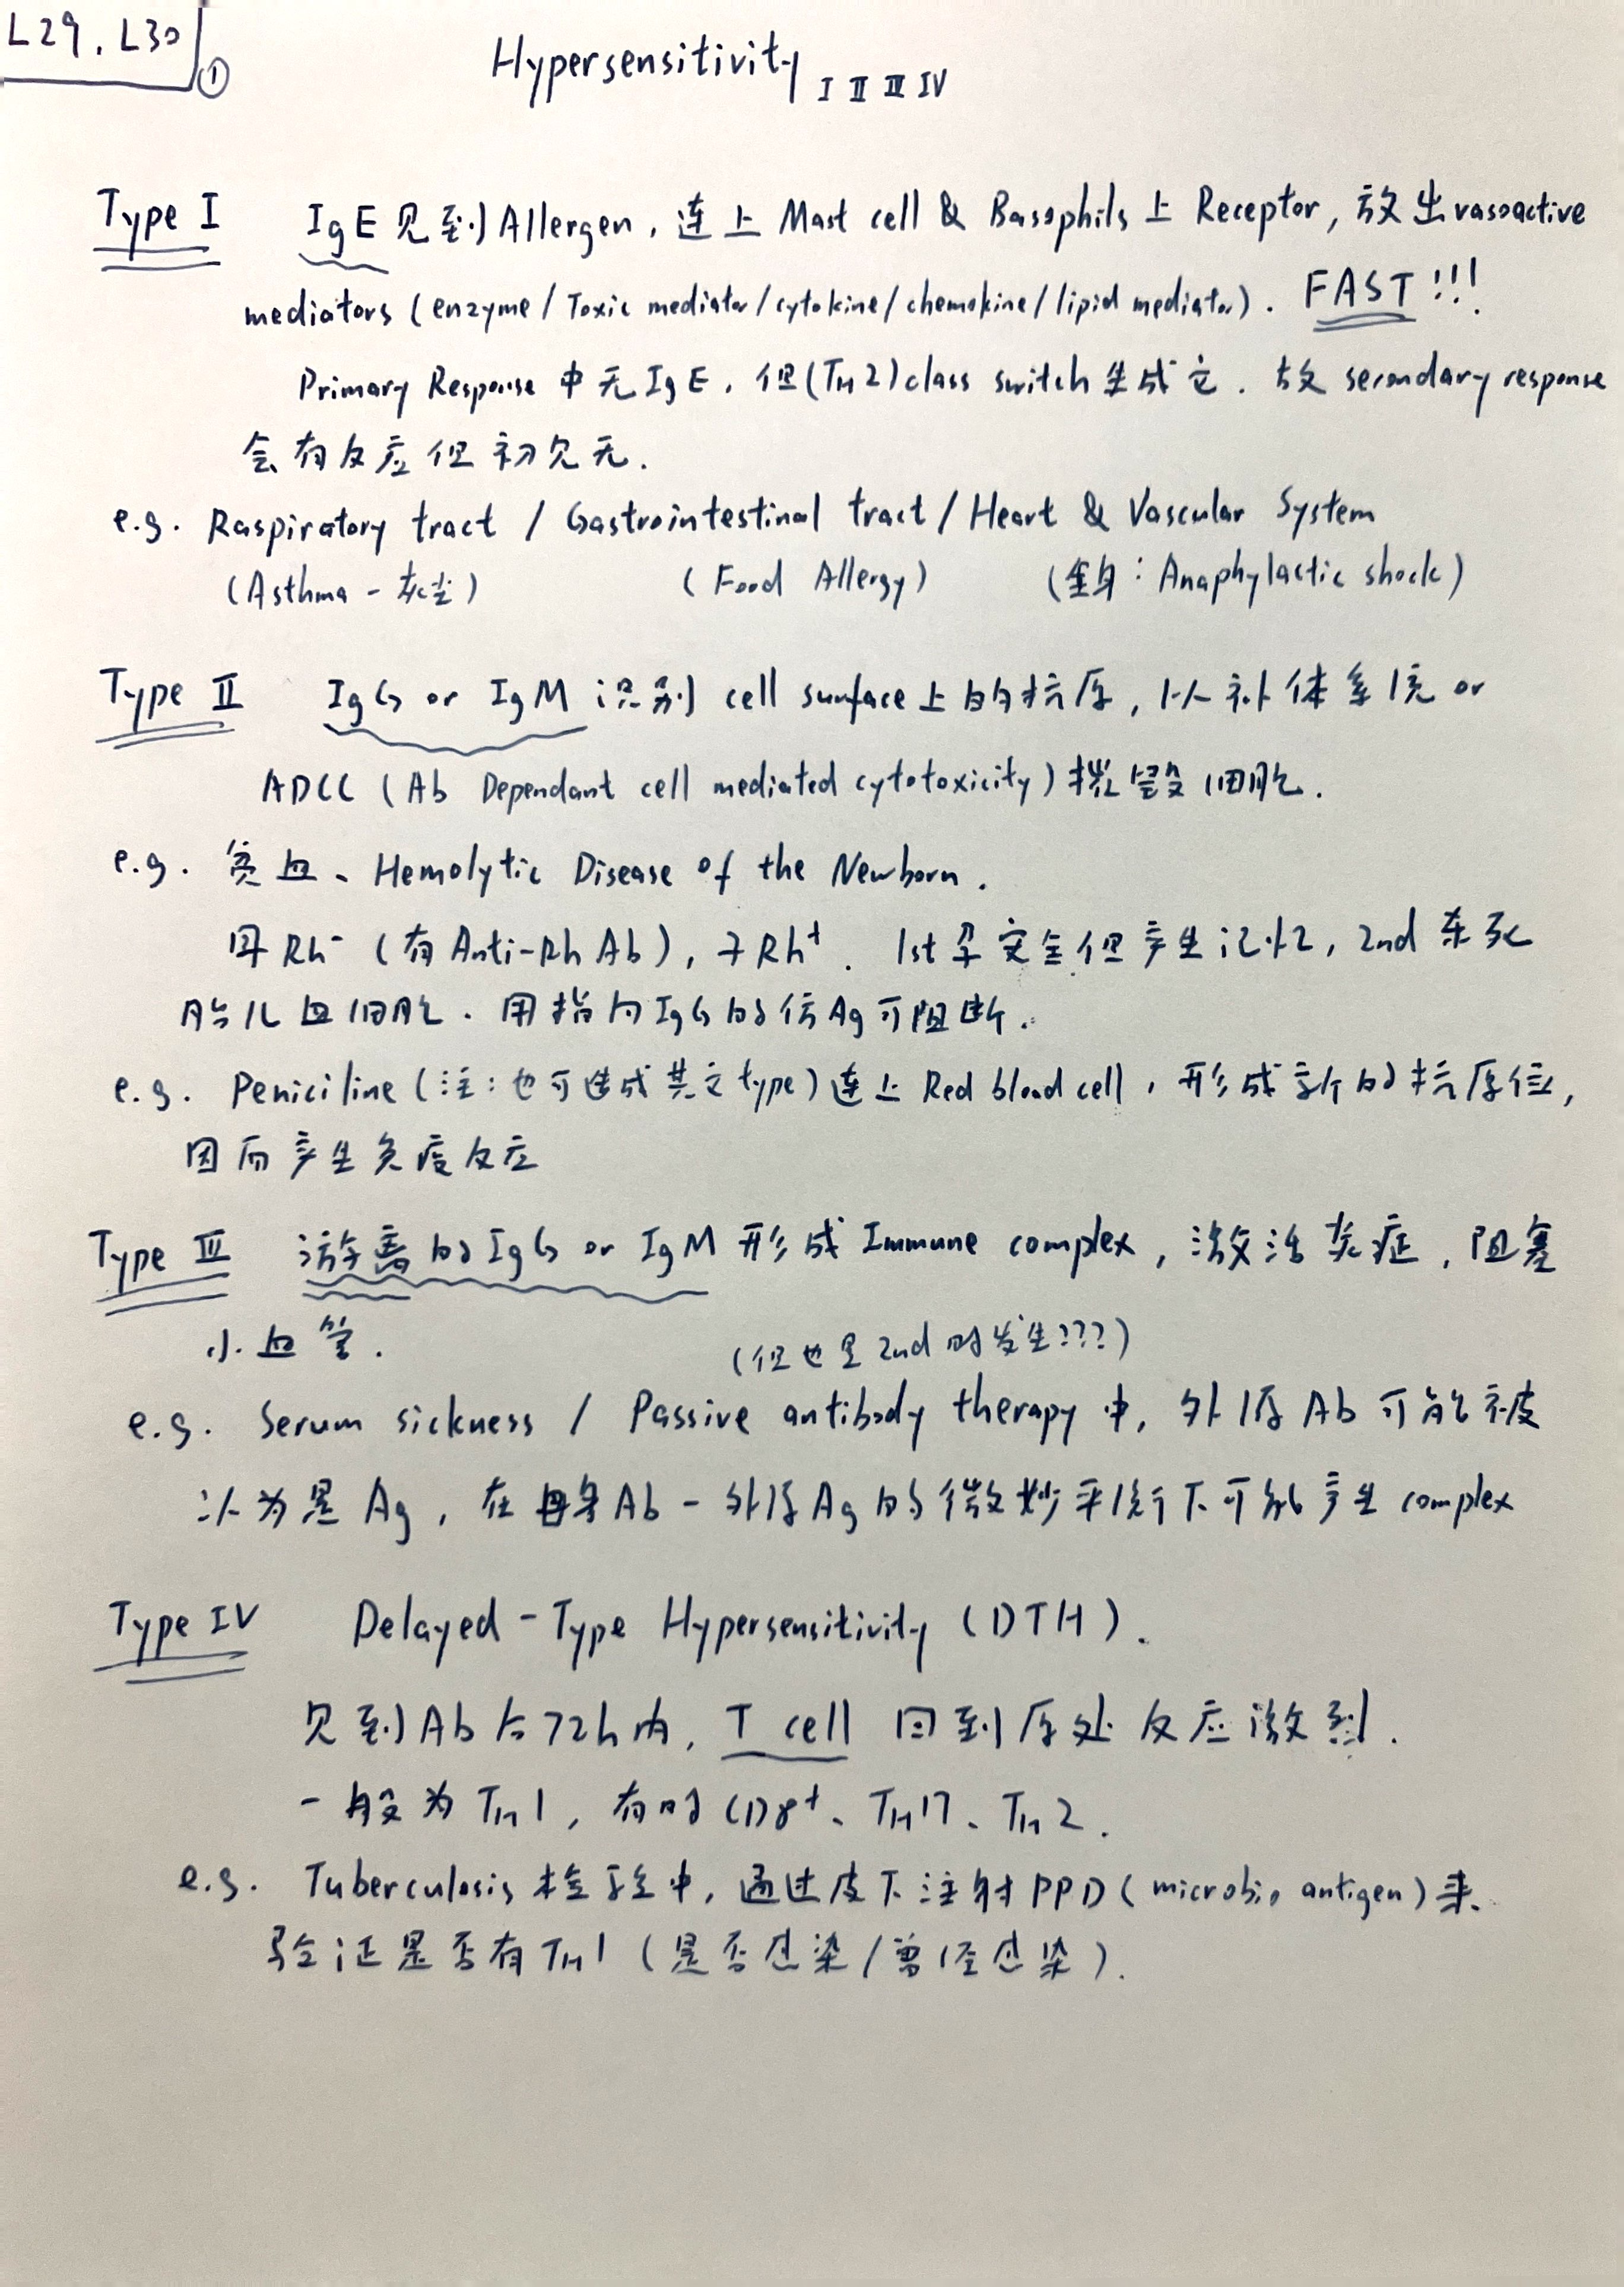 L29, L30 ①
Hypersensitivity I II III IV
Type I IgE 见到 Allergen, 连上 Mast cell & Basophils 上 Receptor, 放出 vasoactive
mediators (enzyme / Toxic mediator / cytokine / chemokine / lipid mediator). FAST!!!
Primary Response 中无 IgE, 但 (TH2) class switch 生成它. 故 secondary response
会有反应但初见无.
e.g. Raspiratory tract / Gastrointestinal tract / Heart & Vascular System
(Asthma - 灰尘) (Food Allergy) (全身: Anaphylactic shock)
Type II IgG or IgM 识别 cell surface 上的抗原, 以补体系统 or
ADCC (Ab Dependant cell mediated cytotoxicity) 摧毁细胞.
e.g. 贫血、Hemolytic Disease of the Newborn.
母 Rh⁻ (有 Anti-Rh Ab), 子 Rh⁺. 1st 孕安全但产生记忆, 2nd 杀死
胎儿血细胞. 用指向 IgG 的仿 Ag 可阻断.
e.g. Peniciline (注: 也可造成其它 type) 连上 Red blood cell, 形成新的抗原位,
因而产生免疫反应
Type III 游离的 IgG or IgM 形成 Immune complex, 激活炎症, 阻塞
小血管. (但也是 2nd 时发生???)
e.g. Serum sickness / Passive antibody therapy 中, 外源 Ab 可能被
认为是 Ag, 在自身 Ab - 外源 Ag 的微妙平衡下可能产生 complex
Type IV Delayed-Type Hypersensitivity (DTH).
见到 Ab 后 72h 内, T cell 回到原处反应激烈.
一般为 TH1, 有时 CD8⁺、TH17、TH2.
e.g. Tuberculosis 检验中, 通过皮下注射 PPD (microbio antigen) 来
验证是否有 TH1 (是否感染 / 曾经感染).